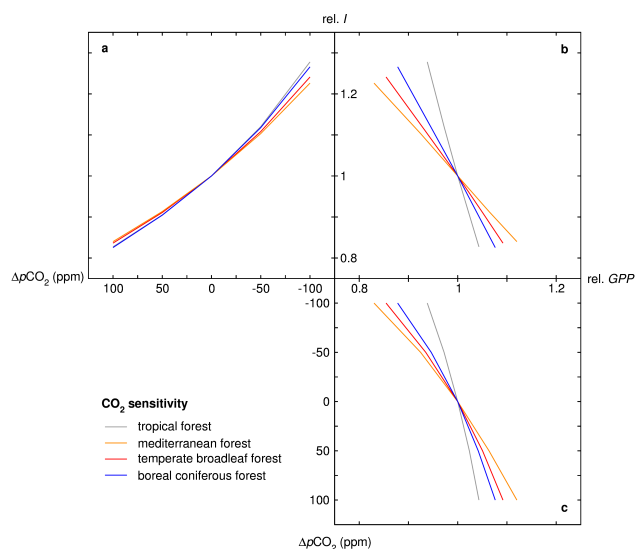 rel. I
a
b
1.2
1
0.8
ΔpCO2 (ppm)
100 50 0 -50 -100
0.8 1 1.2
rel. GPP
-100
-50
0
50
100
c
CO2 sensitivity
tropical forest
mediterranean forest
temperate broadleaf forest
boreal coniferous forest
ΔpCO2 (ppm)